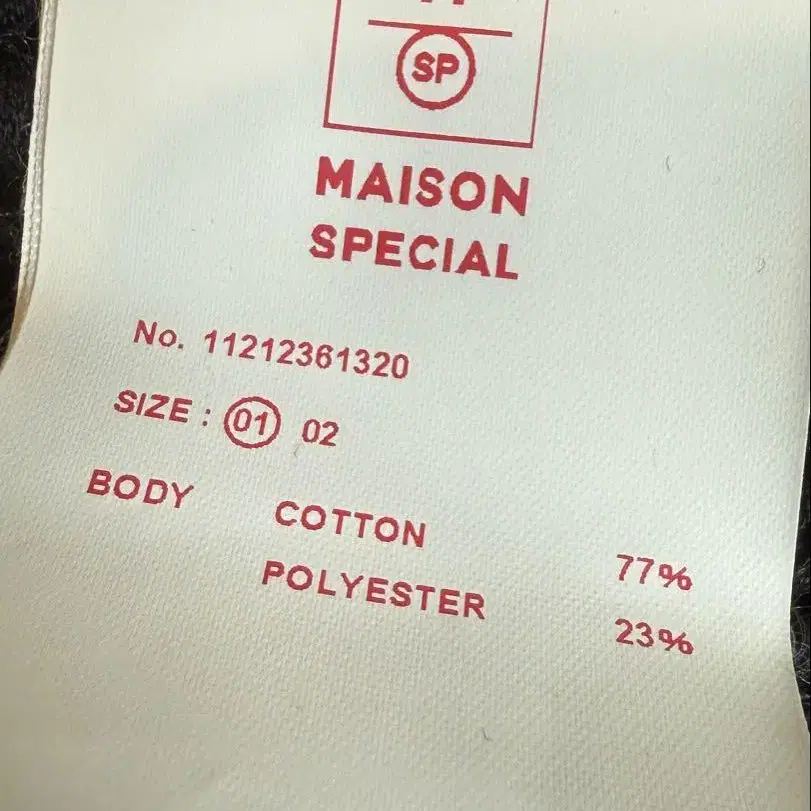 SP
MAISON
SPECIAL
No. 11212361320
SIZE : 01 02
BODY COTTON 77%
POLYESTER 23%